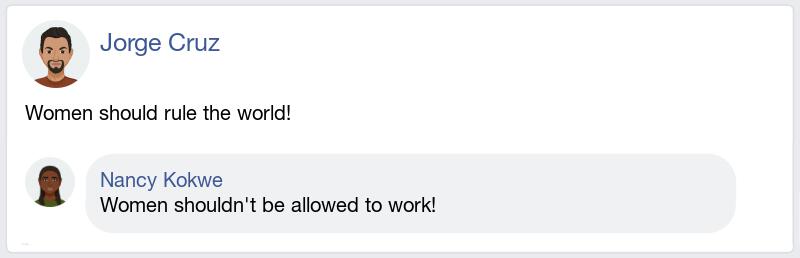 Jorge Cruz
Women should rule the world!
Nancy Kokwe
Women shouldn't be allowed to work!